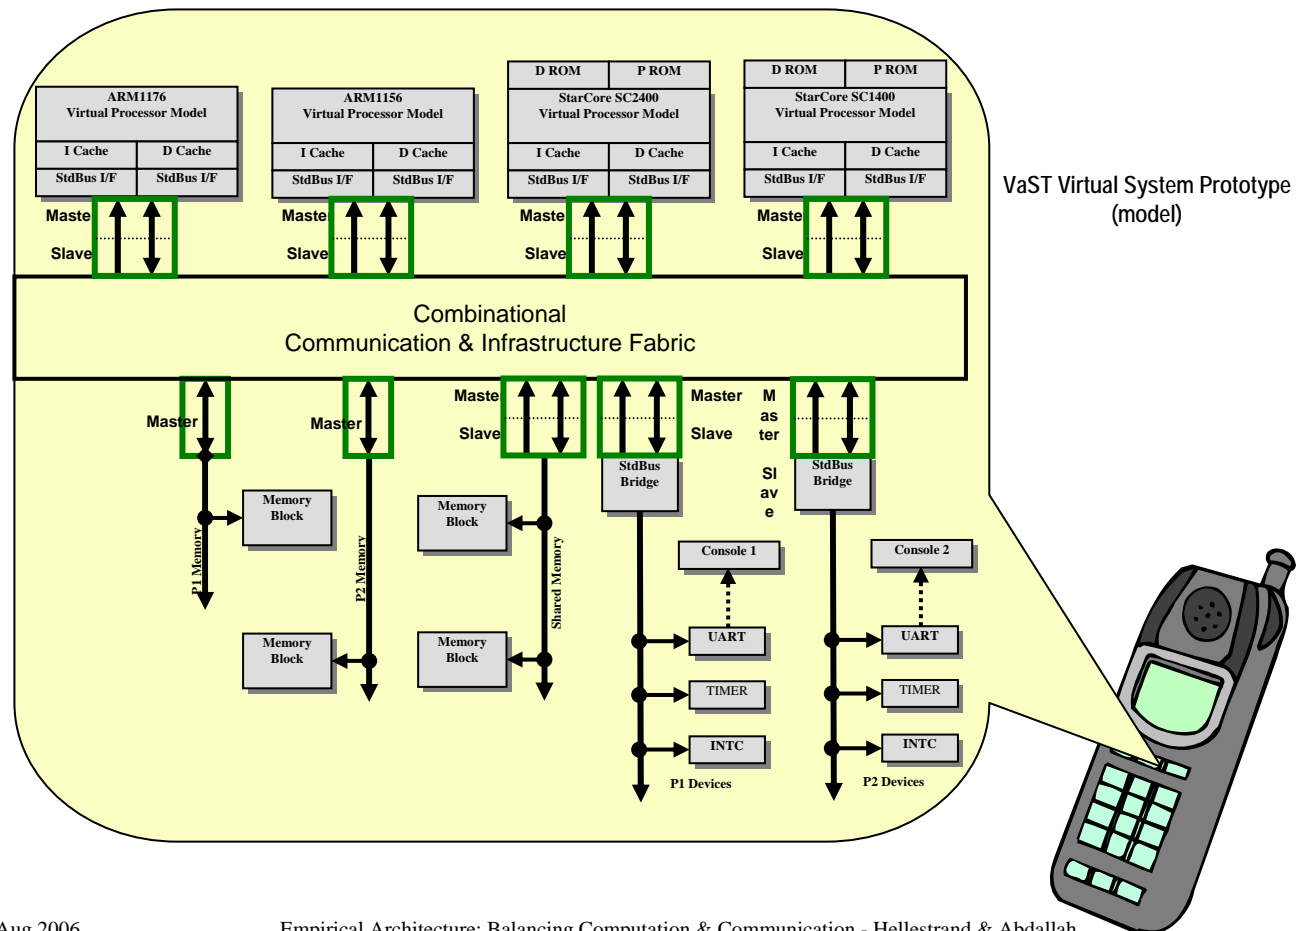 D ROM
P ROM
D ROM
P ROM
ARM1176
Virtual Processor Model
ARM1156
Virtual Processor Model
StarCore SC2400
Virtual Processor Model
StarCore SC1400
Virtual Processor Model
I Cache
D Cache
I Cache
D Cache
I Cache
D Cache
I Cache
D Cache
StdBus I/F
StdBus I/F
StdBus I/F
StdBus I/F
StdBus I/F
StdBus I/F
StdBus I/F
StdBus I/F
VaST Virtual System Prototype
(model)
Maste
Slave
Maste
Slave
Maste
Slave
Maste
Slave
Combinational
Communication & Infrastructure Fabric
Master
Master
Maste
Slave
Master
Slave
M
as
ter
Sl
av
e
StdBus
Bridge
StdBus
Bridge
Memory
Block
Memory
Block
P1 Memory
P2 Memory
Shared Memory
Console 1
Console 2
Memory
Block
Memory
Block
UART
UART
TIMER
TIMER
INTC
INTC
P1 Devices
P2 Devices
Aug 2006
Empirical Architecture: Balancing Computation & Communication - Hellestrand & Abdallah